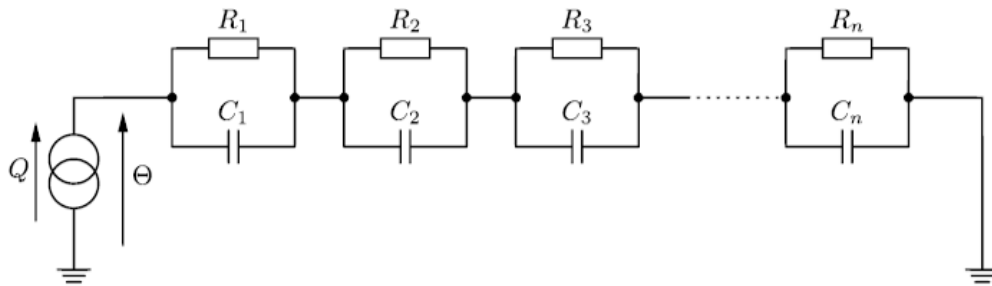 R₁ R₂ R₃ Rₙ
C₁ C₂ C₃ Cₙ
Q Θ